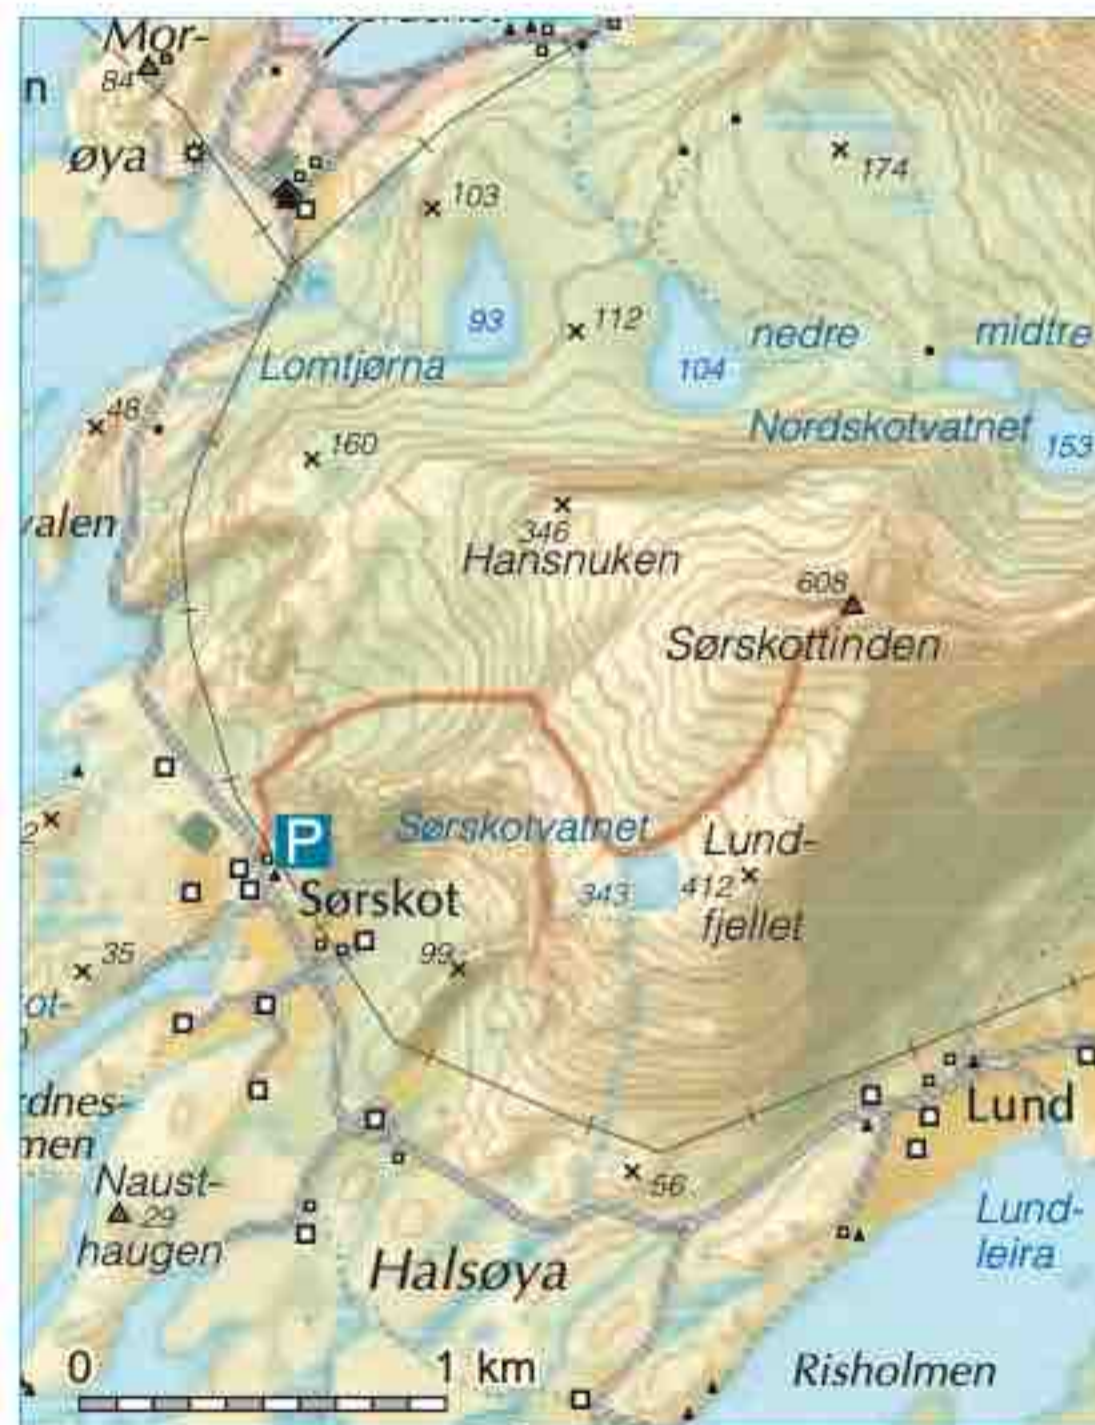 Mor-
84
n
øya
174
103
93
112
nedre
midtre
Lomtjørna
104
48
Nordskotvatnet
160
153
valen
346
Hansnuken
608
Sørskottinden
P
Sørskotvatnet
Lund-
2
343
412
fjellet
Sørskot
99
35
ot-
rdnes-
men
Lund
Naust-
29
haugen
56
Lund-
leira
Halsøya
0
1 km
Risholmen